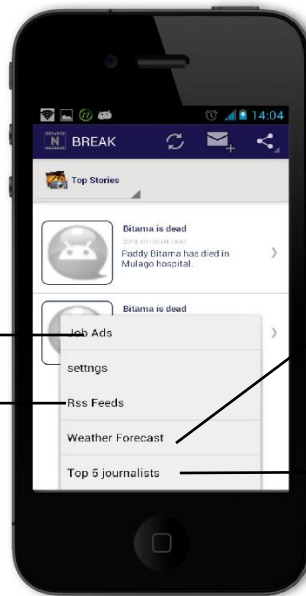 14:04
N BREAK
Top Stories
Bitama is dead
Paddy Bitama has died in
Mulago hospital.
Bitama is dead
Job Ads
settngs
Rss Feeds
Weather Forecast
Top 5 journalists